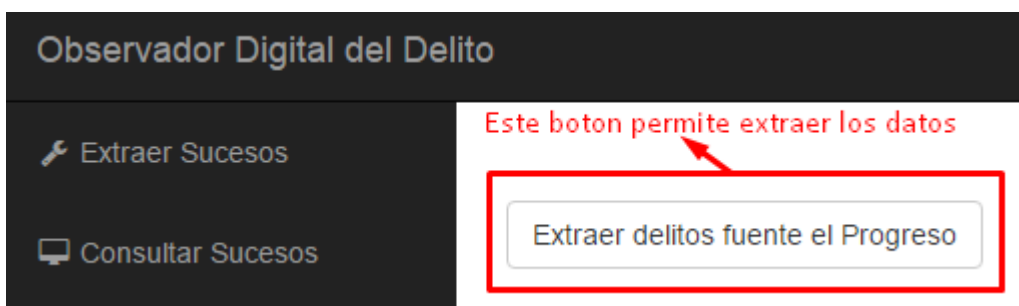 Observador Digital del Delito
Este boton permite extraer los datos
Extraer Sucesos
Extraer delitos fuente el Progreso
Consultar Sucesos